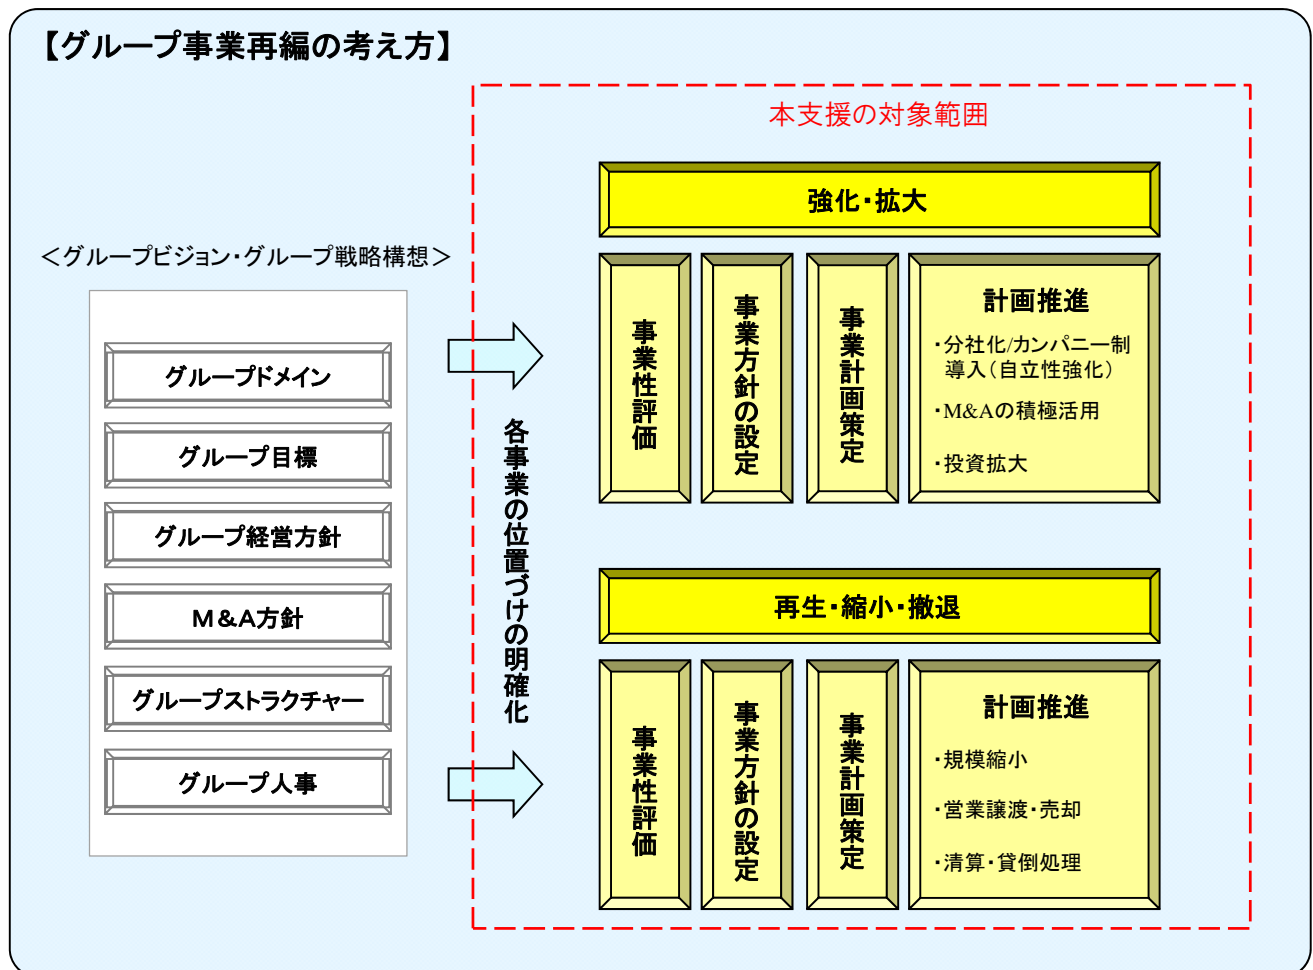 【グループ事業再編の考え方】
本支援の対象範囲
＜グループビジョン・グループ戦略構想＞
グループドメイン
グループ目標
グループ経営方針
Ｍ＆Ａ方針
グループストラクチャー
グループ人事
各事業の位置づけの明確化
強化・拡大
事業性評価
事業方針の設定
事業計画策定
計画推進
・分社化/カンパニー制
導入（自立性強化）
・M&Aの積極活用
・投資拡大
再生・縮小・撤退
事業性評価
事業方針の設定
事業計画策定
計画推進
・規模縮小
・営業譲渡・売却
・清算・貸倒処理